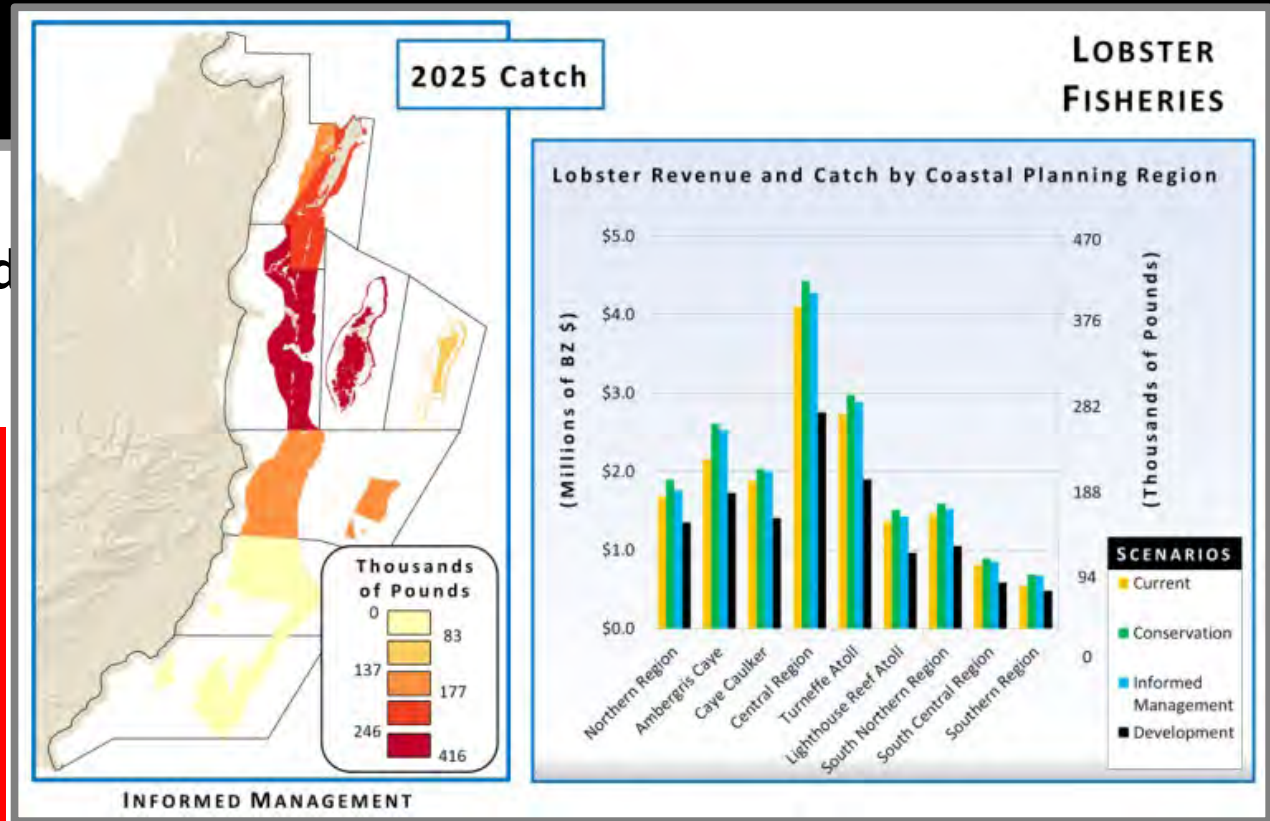 2025 Catch
LOBSTER
FISHERIES
d
Thousands
of Pounds
0
83
137
177
246
416
INFORMED MANAGEMENT
Lobster Revenue and Catch by Coastal Planning Region
(Millions of BZ $)
$5.0
$4.0
$3.0
$2.0
$1.0
$0.0
470
376
282
188
94
0
(Thousands of Pounds)
Northern Region
Ambergris Caye
Caye Caulker
Central Region
Turneffe Atoll
Lighthouse Reef Atoll
South Northern Region
South Central Region
Southern Region
SCENARIOS
Current
Conservation
Informed
Management
Development